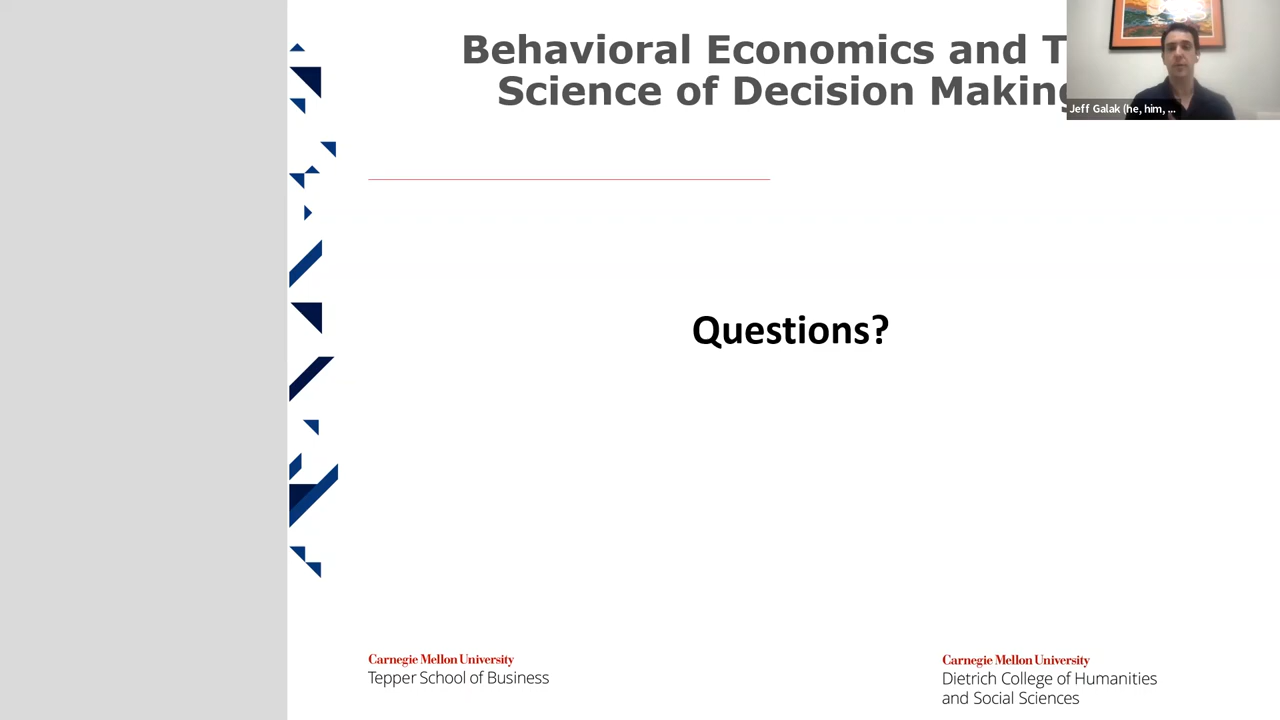 Behavioral Economics and T
Science of Decision Making
Jeff Galak (he, him, ...
Questions?
Carnegie Mellon University
Tepper School of Business
Carnegie Mellon University
Dietrich College of Humanities
and Social Sciences